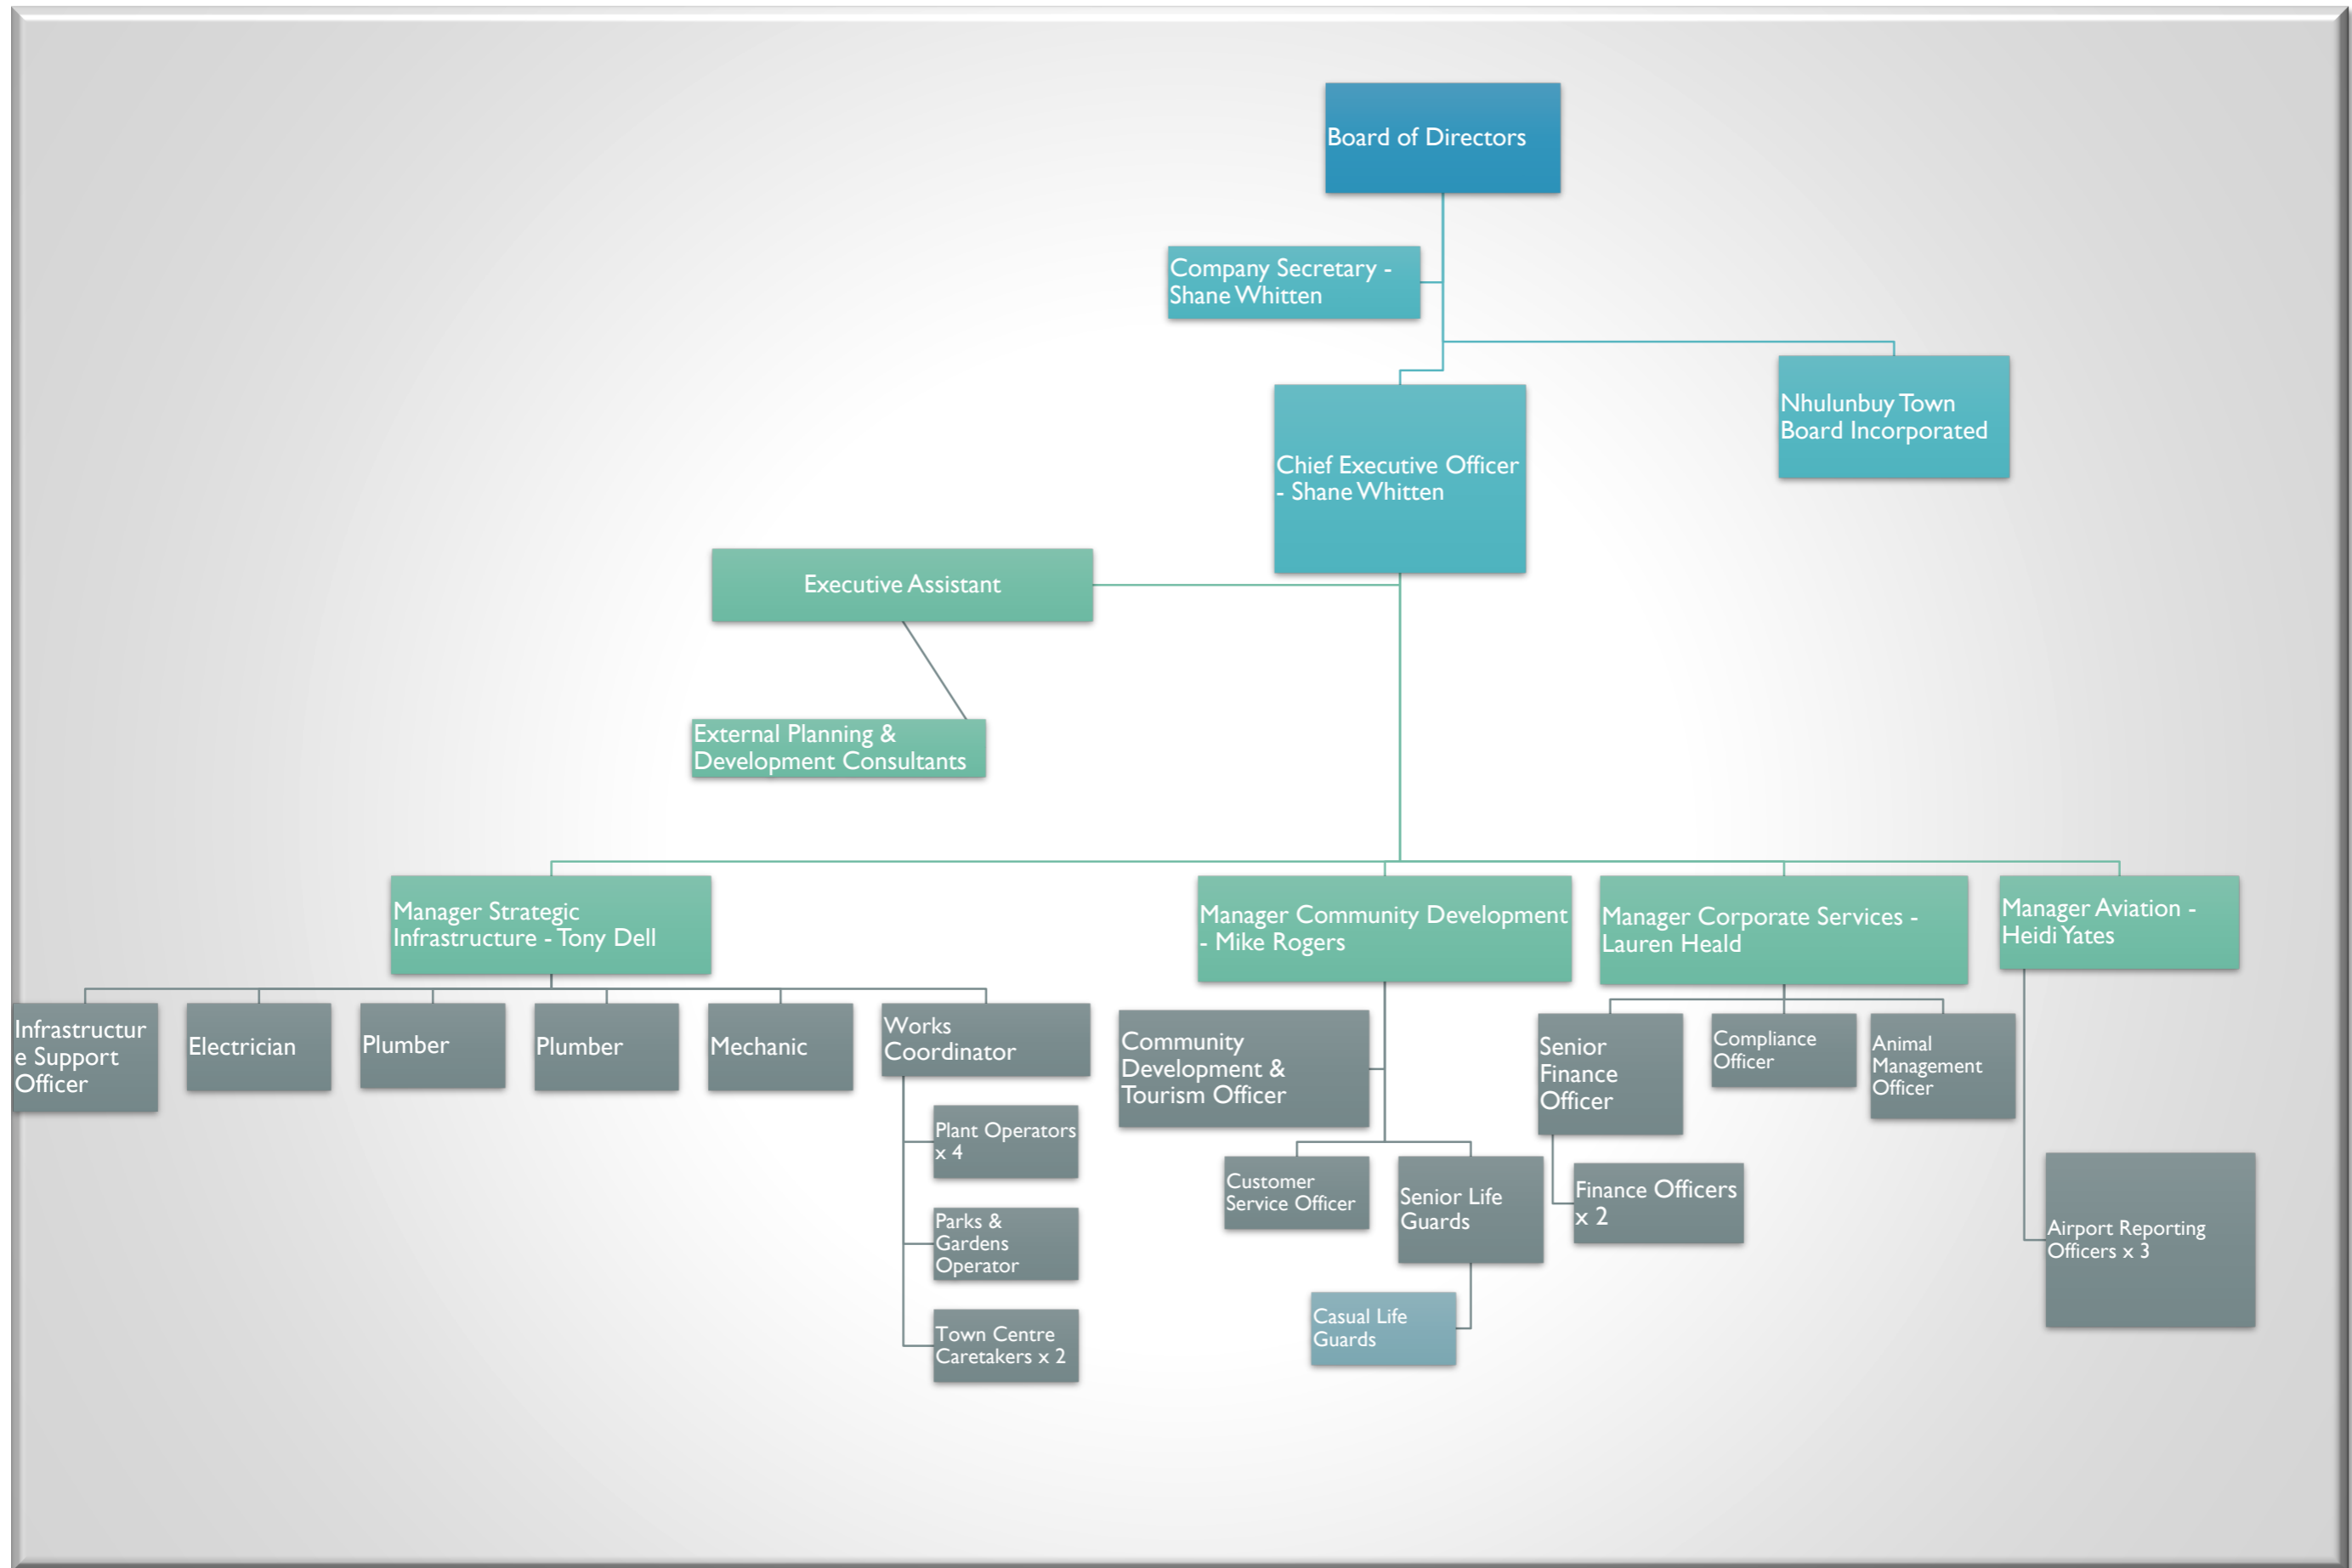 Board of Directors
Company Secretary -
Shane Whitten
Nhulunbuy Town
Board Incorporated
Chief Executive Officer
- Shane Whitten
Executive Assistant
External Planning &
Development Consultants
Manager Strategic
Infrastructure - Tony Dell
Manager Community Development
- Mike Rogers
Manager Corporate Services -
Lauren Heald
Manager Aviation -
Heidi Yates
Infrastructur
e Support
Officer
Electrician
Plumber
Plumber
Mechanic
Works
Coordinator
Plant Operators
x 4
Parks &
Gardens
Operator
Town Centre
Caretakers x 2
Community
Development &
Tourism Officer
Customer
Service Officer
Senior Life
Guards
Casual Life
Guards
Senior
Finance
Officer
Finance Officers
x 2
Compliance
Officer
Animal
Management
Officer
Airport Reporting
Officers x 3